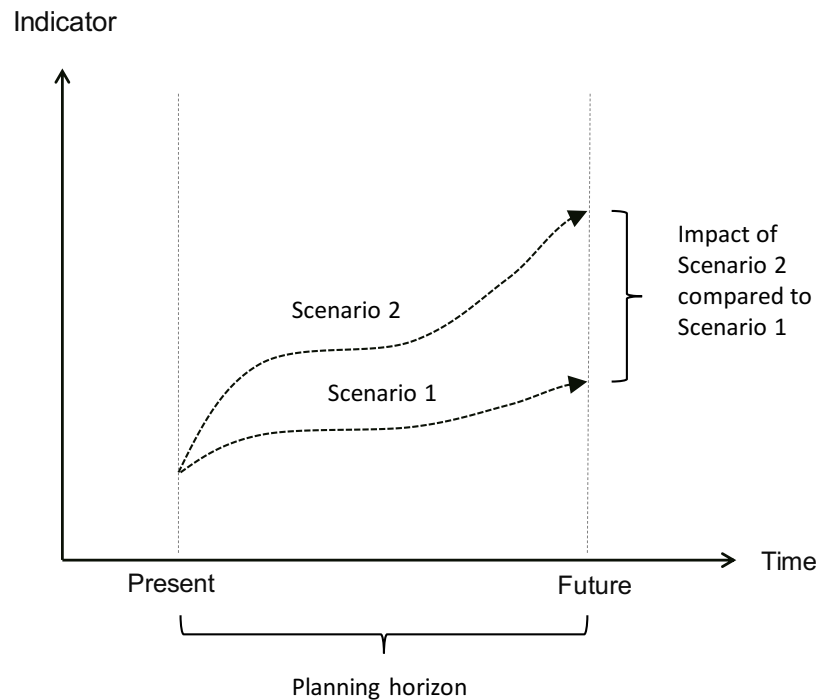 Indicator
Impact of
Scenario 2
compared to
Scenario 1
Scenario 2
Scenario 1
Time
Present
Future
Planning horizon